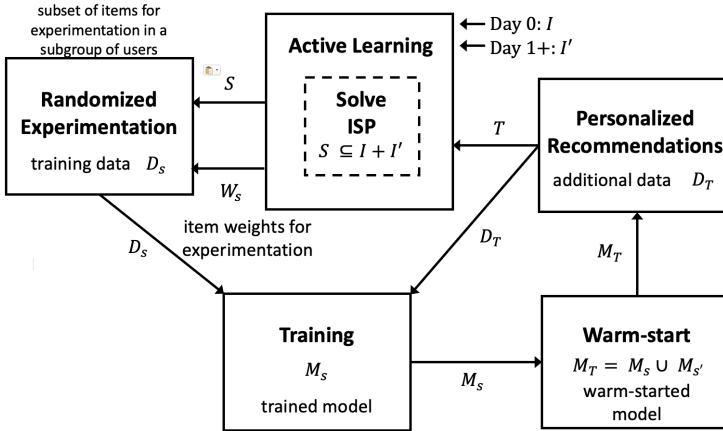 subset of items for
experimentation in a
subgroup of users
Randomized
Experimentation
training data D_s
S
W_s
item weights for
experimentation
Active Learning
Solve
ISP
S ⊆ I + I′
Day 0: I
Day 1+: I′
T
Personalized
Recommendations
additional data D_T
D_s
D_T
M_T
Training
M_s
trained model
M_s
Warm-start
M_T = M_s ∪ M_s′
warm-started
model